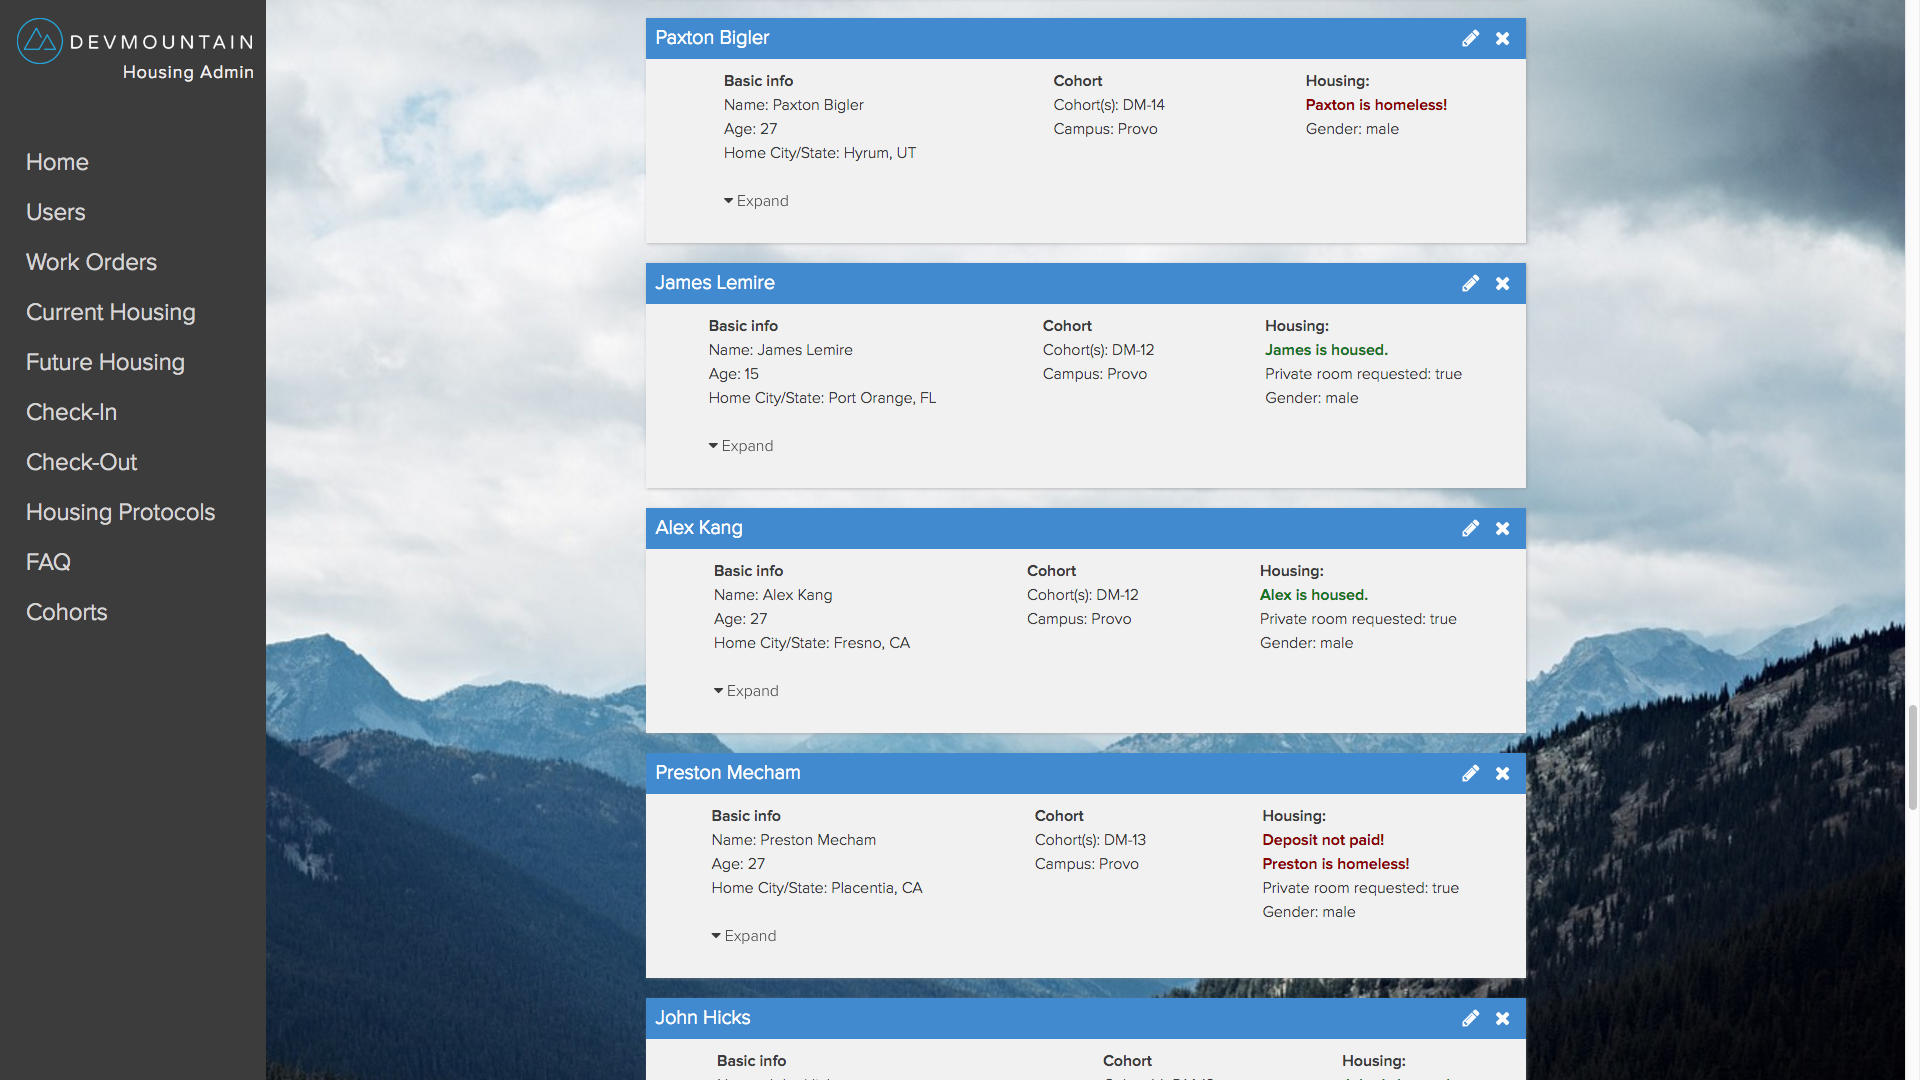 DEVMOUNTAIN
Housing Admin
Home
Users
Work Orders
Current Housing
Future Housing
Check-In
Check-Out
Housing Protocols
FAQ
Cohorts
Paxton Bigler
Basic info
Name: Paxton Bigler
Age: 27
Home City/State: Hyrum, UT
Expand
Cohort
Cohort(s): DM-14
Campus: Provo
Housing:
Paxton is homeless!
Gender: male
James Lemire
Basic info
Name: James Lemire
Age: 15
Home City/State: Port Orange, FL
Expand
Cohort
Cohort(s): DM-12
Campus: Provo
Housing:
James is housed.
Private room requested: true
Gender: male
Alex Kang
Basic info
Name: Alex Kang
Age: 27
Home City/State: Fresno, CA
Expand
Cohort
Cohort(s): DM-12
Campus: Provo
Housing:
Alex is housed.
Private room requested: true
Gender: male
Preston Mecham
Basic info
Name: Preston Mecham
Age: 27
Home City/State: Placentia, CA
Expand
Cohort
Cohort(s): DM-13
Campus: Provo
Housing:
Deposit not paid!
Preston is homeless!
Private room requested: true
Gender: male
John Hicks
Basic info
Cohort
Housing: